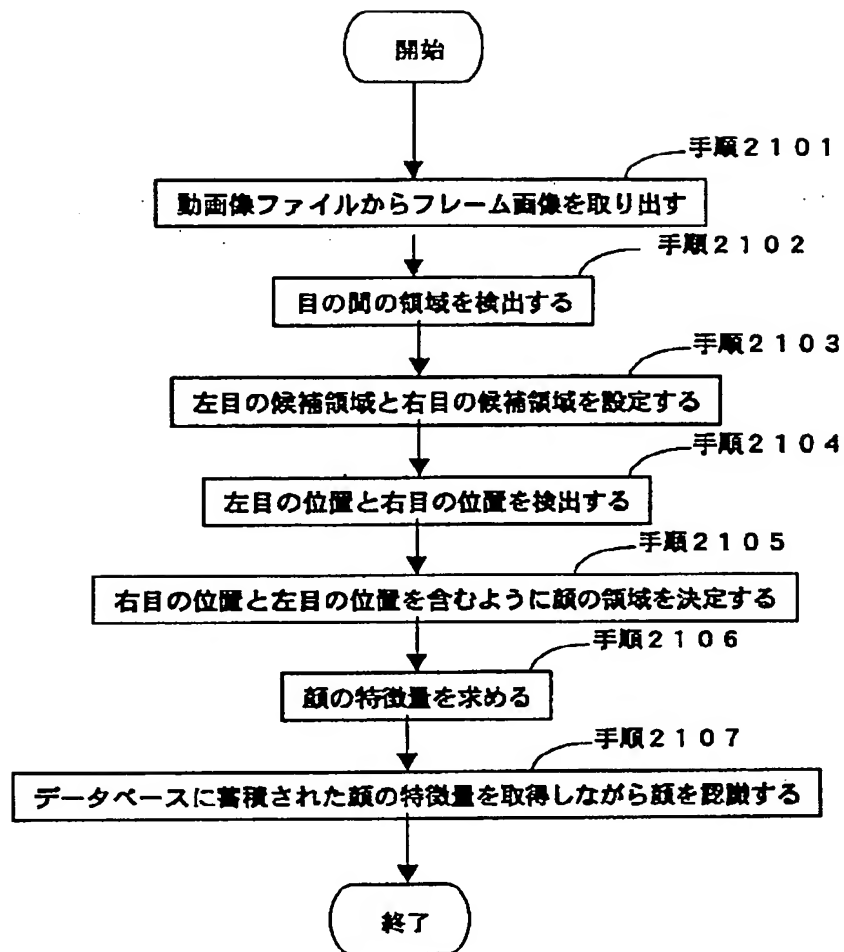 開始
手順2101
動画像ファイルからフレーム画像を取り出す
手順2102
目の間の領域を検出する
手順2103
左目の候補領域と右目の候補領域を設定する
手順2104
左目の位置と右目の位置を検出する
手順2105
右目の位置と左目の位置を含むように顔の領域を決定する
手順2106
顔の特徴量を求める
手順2107
データベースに蓄積された顔の特徴量を取得しながら顔を認識する
終了